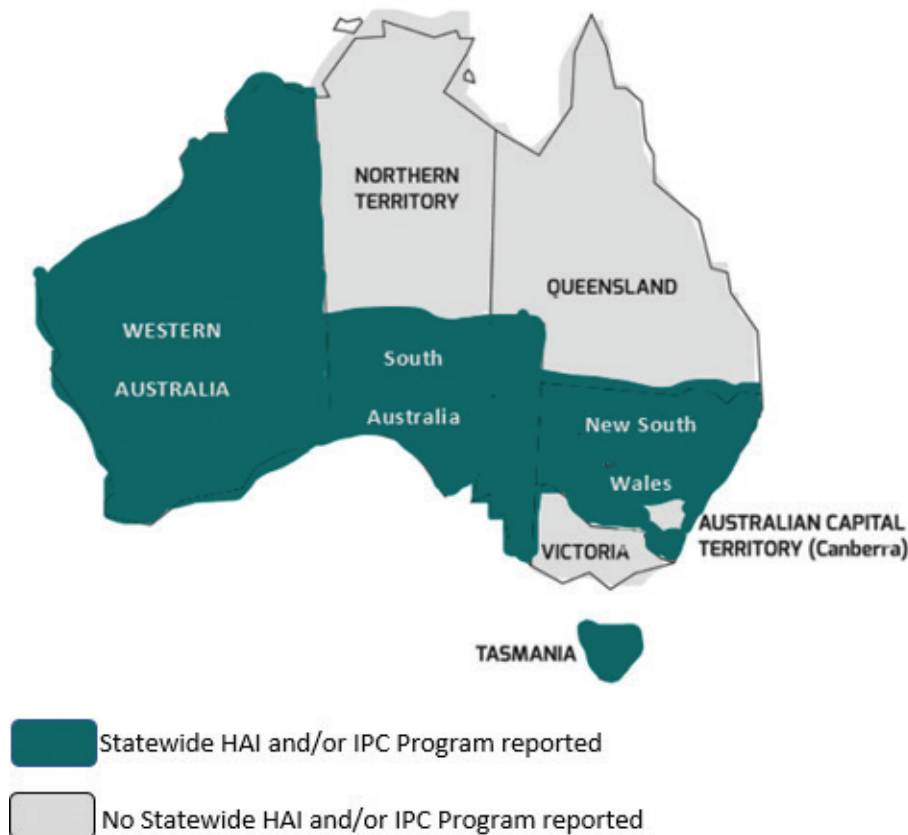 NORTHERN
TERRITORY
QUEENSLAND
WESTERN
AUSTRALIA
South
Australia
New South
Wales
AUSTRALIAN CAPITAL
TERRITORY (Canberra)
VICTORIA
TASMANIA
Statewide HAI and/or IPC Program reported
No Statewide HAI and/or IPC Program reported